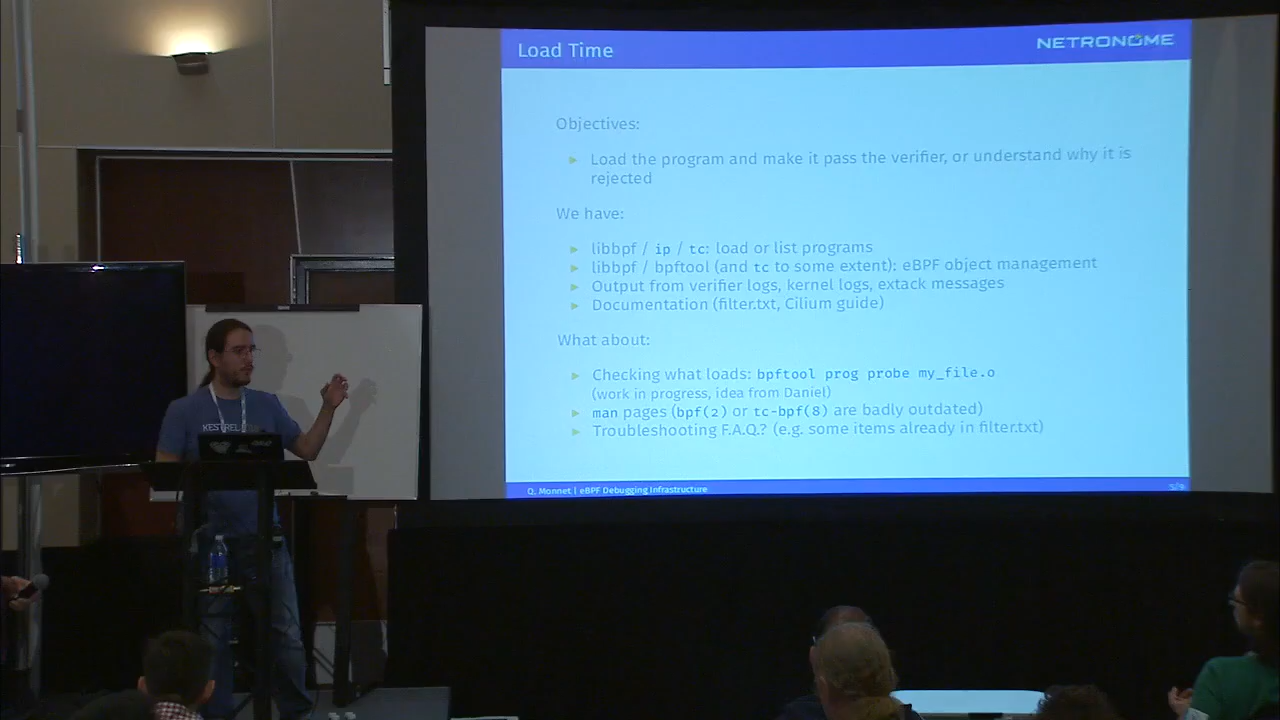 Load Time
NETRONOME
Objectives:
Load the program and make it pass the verifier, or understand why it is
rejected
We have:
libbpf / ip / tc: load or list programs
libbpf / bpftool (and tc to some extent): eBPF object management
Output from verifier logs, kernel logs, extack messages
Documentation (filter.txt, Cilium guide)
What about:
Checking what loads: bpftool prog probe my_file.o
(work in progress, idea from Daniel)
man pages (bpf(2) or tc-bpf(8) are badly outdated)
Troubleshooting F.A.Q.? (e.g. some items already in filter.txt)
Q. Monnet | eBPF Debugging Infrastructure
5/9